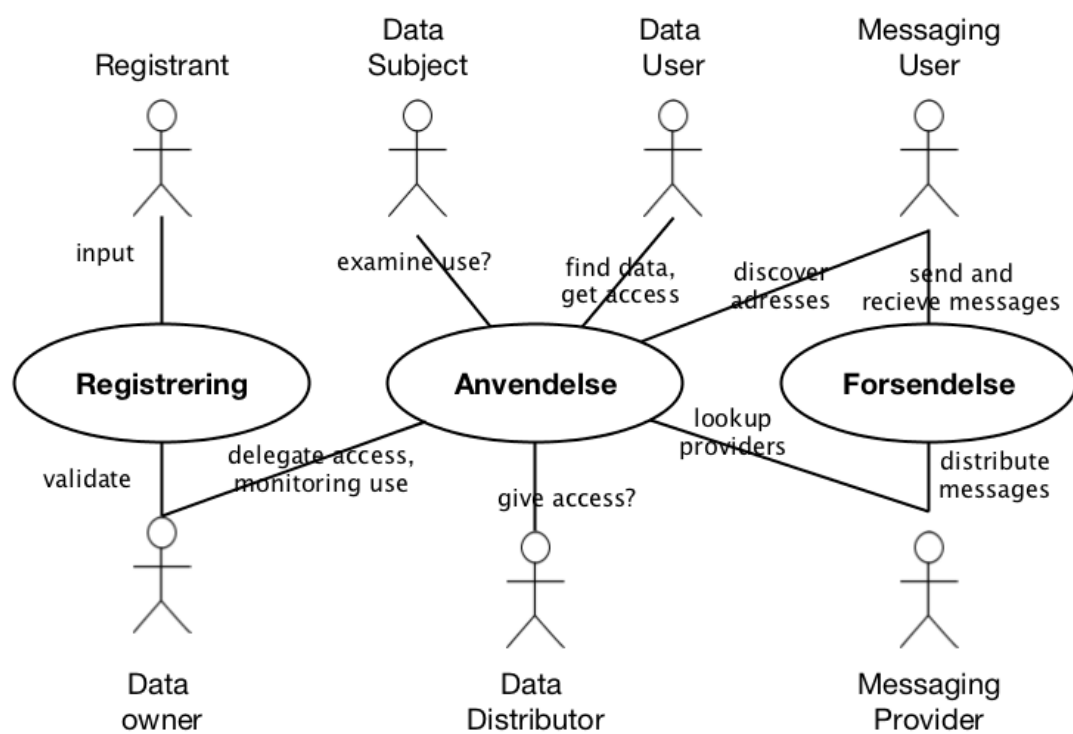 Registrant
Data
Subject
Data
User
Messaging
User
input
examine use?
find data,
get access
discover
adresses
send and
recieve messages
Registrering
Anvendelse
Forsendelse
validate
delegate access,
monitoring use
give access?
lookup
providers
distribute
messages
Data
owner
Data
Distributor
Messaging
Provider